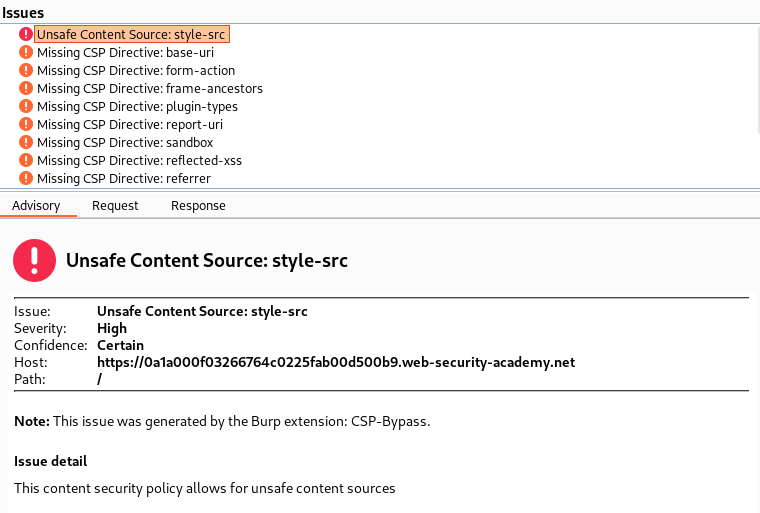 Issues
Unsafe Content Source: style-src
Missing CSP Directive: base-uri
Missing CSP Directive: form-action
Missing CSP Directive: frame-ancestors
Missing CSP Directive: plugin-types
Missing CSP Directive: report-uri
Missing CSP Directive: sandbox
Missing CSP Directive: reflected-xss
Missing CSP Directive: referrer
Advisory Request Response
Unsafe Content Source: style-src
Issue: Unsafe Content Source: style-src
Severity: High
Confidence: Certain
Host: https://0a1a000f03266764c0225fab00d500b9.web-security-academy.net
Path: /
Note: This issue was generated by the Burp extension: CSP-Bypass.
Issue detail
This content security policy allows for unsafe content sources